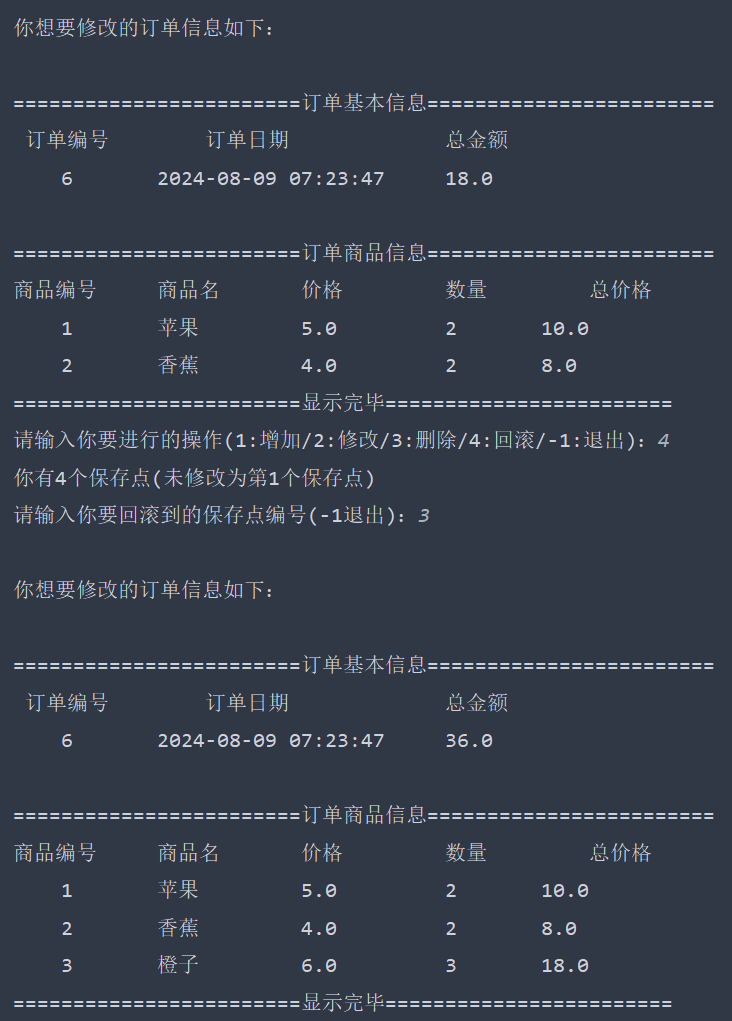 你想要修改的订单信息如下:
========================订单基本信息========================
订单编号 订单日期 总金额
6 2024-08-09 07:23:47 18.0
========================订单商品信息========================
商品编号 商品名 价格 数量 总价格
1 苹果 5.0 2 10.0
2 香蕉 4.0 2 8.0
========================显示完毕========================
请输入你要进行的操作(1:增加/2:修改/3:删除/4:回滚/-1:退出): 4
你有4个保存点(未修改为第1个保存点)
请输入你要回滚到的保存点编号(-1退出): 3
你想要修改的订单信息如下:
========================订单基本信息========================
订单编号 订单日期 总金额
6 2024-08-09 07:23:47 36.0
========================订单商品信息========================
商品编号 商品名 价格 数量 总价格
1 苹果 5.0 2 10.0
2 香蕉 4.0 2 8.0
3 橙子 6.0 3 18.0
========================显示完毕========================